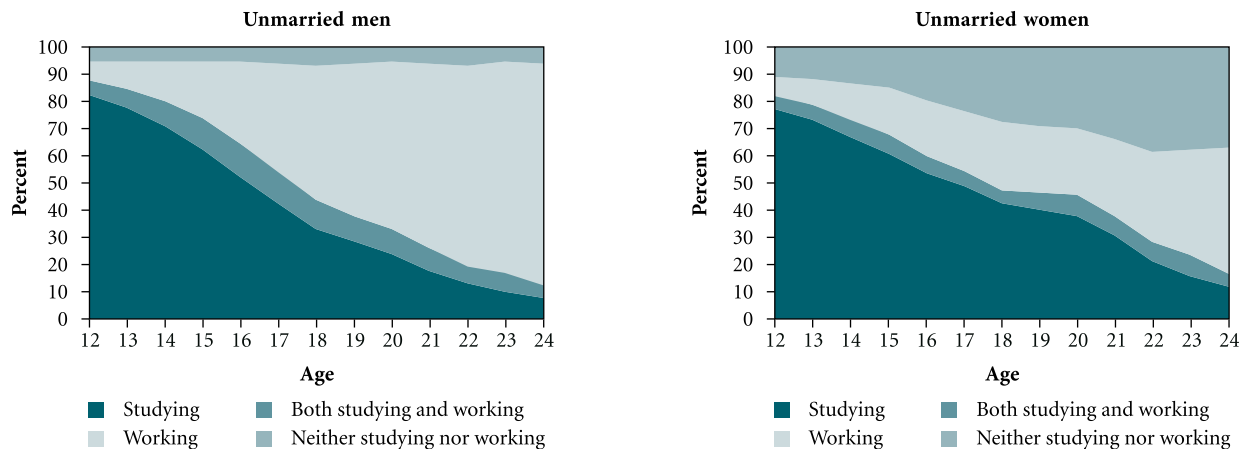 Unmarried men
100
90
80
70
60
50
40
30
20
10
0
Percent
12 13 14 15 16 17 18 19 20 21 22 23 24
Age
Studying
Both studying and working
Working
Neither studying nor working
Unmarried women
100
90
80
70
60
50
40
30
20
10
0
Percent
12 13 14 15 16 17 18 19 20 21 22 23 24
Age
Studying
Both studying and working
Working
Neither studying nor working